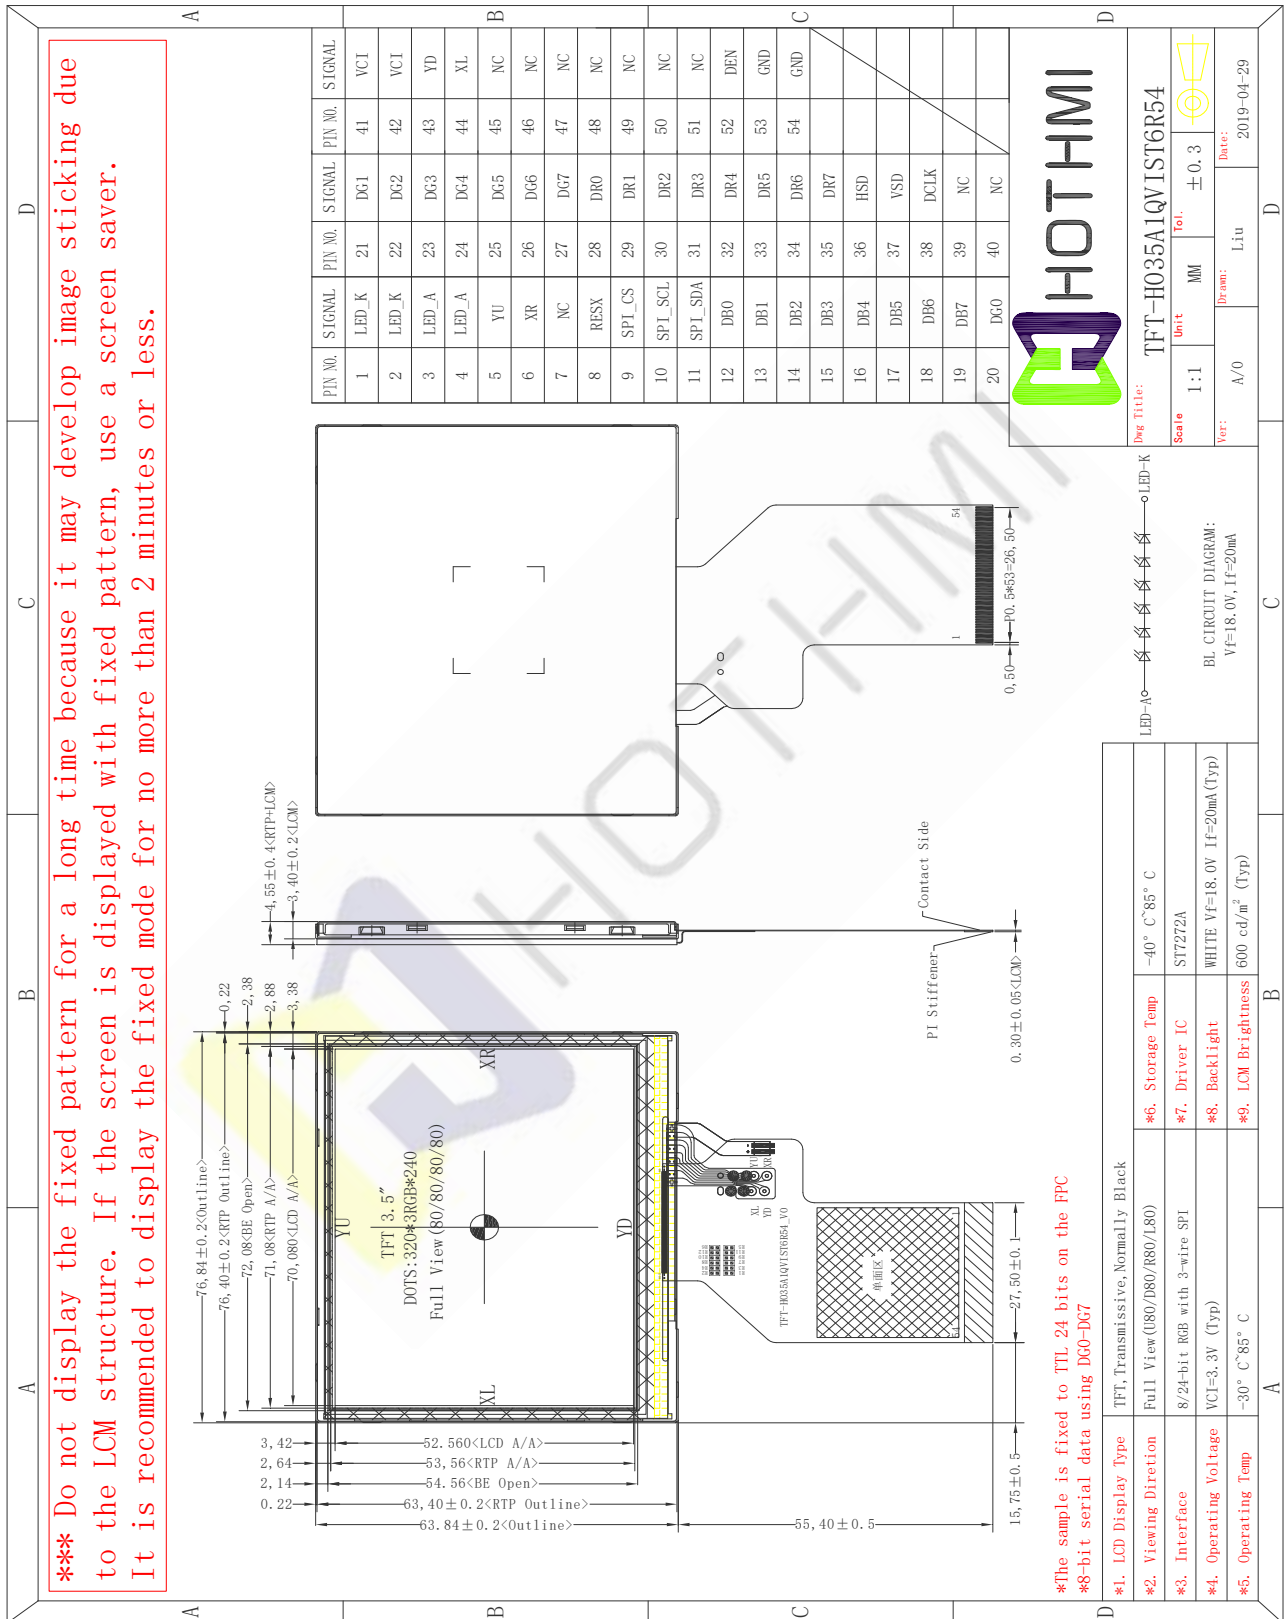 *** Do not display the fixed pattern for a long time because it may develop image sticking due
to the LCM structure. If the screen is displayed with fixed pattern, use a screen saver.
It is recommended to display the fixed mode for no more than 2 minutes or less.
A B C D
76,84±0.2<Outline>
76,40±0.2<RTP Outline>
72,08<BE Open>
71,08<RTP A/A>
70,080<LCD A/A>
0,22
2,38
2,88
3,38
3,42
2,64
2,14
0.22
52.560<LCD A/A>
53,56<RTP A/A>
54.56<BE Open>
63,40±0.2<RTP Outline>
63.84±0.2<Outline>
55,40±0.5
15,75±0.5
27,50±0.1
YU
XL
XR
YD
TFT 3.5″
DOTS:320*3RGB*240
Full View(80/80/80/80)
XL
YD
YU
XR
TFT-H035A1QVIST6R54_V0
单面区
54
1
4,55±0.4<RTP+LCM>
3,40±0.2<LCM>
PI Stiffener
Contact Side
0.30±0.05<LCM>
1
54
0,50
P0.5*53=26,50
PIN NO. SIGNAL PIN NO. SIGNAL PIN NO. SIGNAL
1 LED_K 21 DG1 41 VCI
2 LED_K 22 DG2 42 VCI
3 LED_A 23 DG3 43 YD
4 LED_A 24 DG4 44 XL
5 YU 25 DG5 45 NC
6 XR 26 DG6 46 NC
7 NC 27 DG7 47 NC
8 RESX 28 DR0 48 NC
9 SPI_CS 29 DR1 49 NC
10 SPI_SCL 30 DR2 50 NC
11 SPI_SDA 31 DR3 51 NC
12 DB0 32 DR4 52 DEN
13 DB1 33 DR5 53 GND
14 DB2 34 DR6 54 GND
15 DB3 35 DR7
16 DB4 36 HSD
17 DB5 37 VSD
18 DB6 38 DCLK
19 DB7 39 NC
20 DG0 40 NC
*The sample is fixed to TTL 24 bits on the FPC
*8-bit serial data using DG0-DG7
*1. LCD Display Type TFT,Transmissive,Normally Black
*2. Viewing Diretion Full View(U80/D80/R80/L80)
*3. Interface 8/24-bit RGB with 3-wire SPI
*4. Operating Voltage VCI=3.3V (Typ)
*5. Operating Temp -30° C~85° C
*6. Storage Temp -40° C~85° C
*7. Driver IC ST7272A
*8. Backlight WHITE Vf=18.0V If=20mA(Typ)
*9. LCM Brightness 600 cd/m² (Typ)
LED-A LED-K
BL CIRCUIT DIAGRAM:
Vf=18.0V,If=20mA
HOTHMI
Dwg Title: TFT-H035A1QVIST6R54
Scale 1:1 Unit MM Tol. ±0.3
Ver: A/0 Drawn: Liu Date: 2019-04-29
A B C D
A B C D
A B C D
HOTHMI